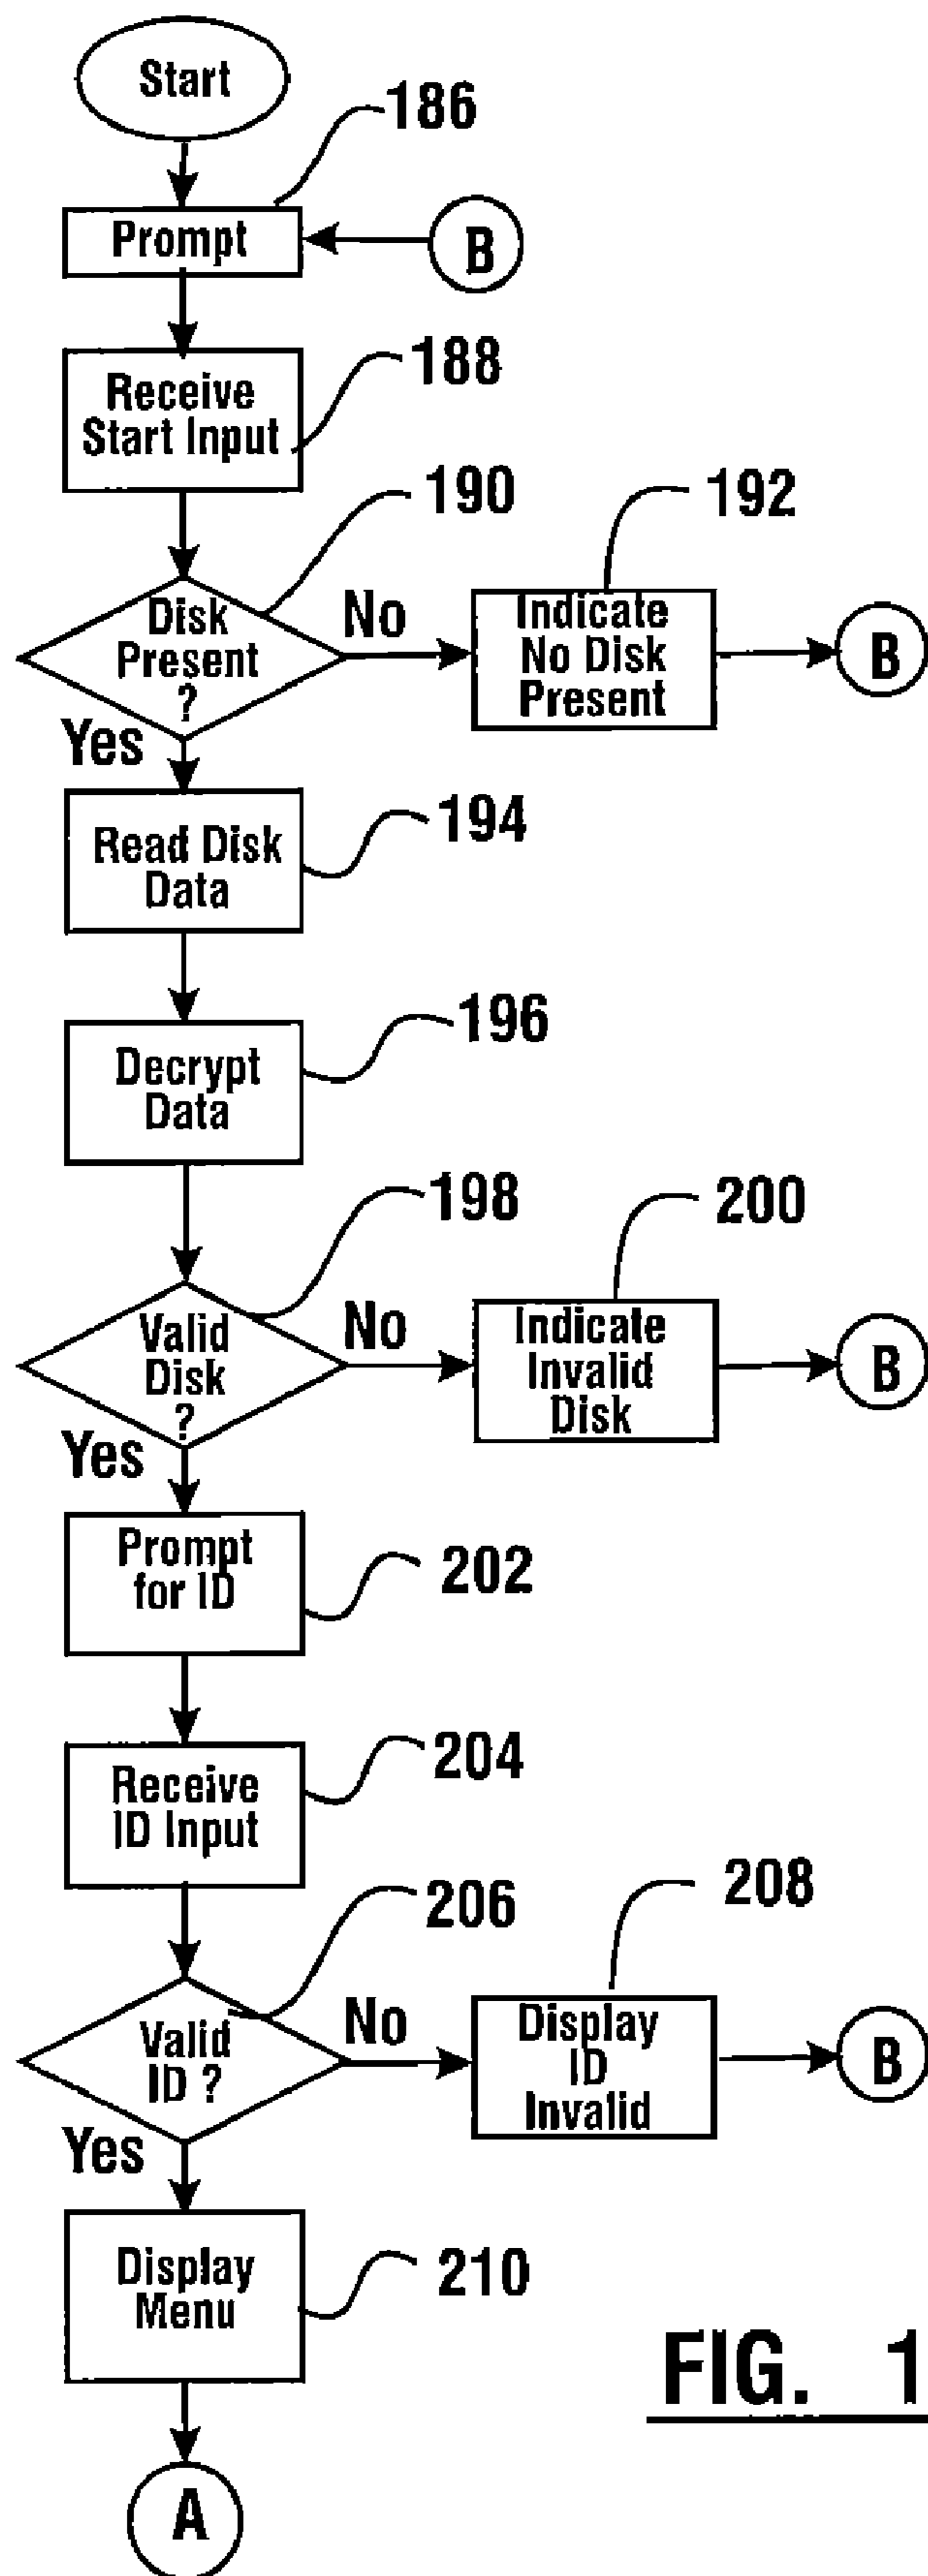 Start
186
Prompt
B
188
Receive
Start Input
190
192
Disk
Present
?
No
Indicate
No Disk
Present
B
Yes
194
Read Disk
Data
196
Decrypt
Data
198
200
Valid
Disk
?
No
Indicate
Invalid
Disk
B
Yes
Prompt
for ID
202
204
Receive
ID Input
206
208
Valid
ID ?
No
Display
ID
Invalid
B
Yes
Display
Menu
210
FIG. 1
A